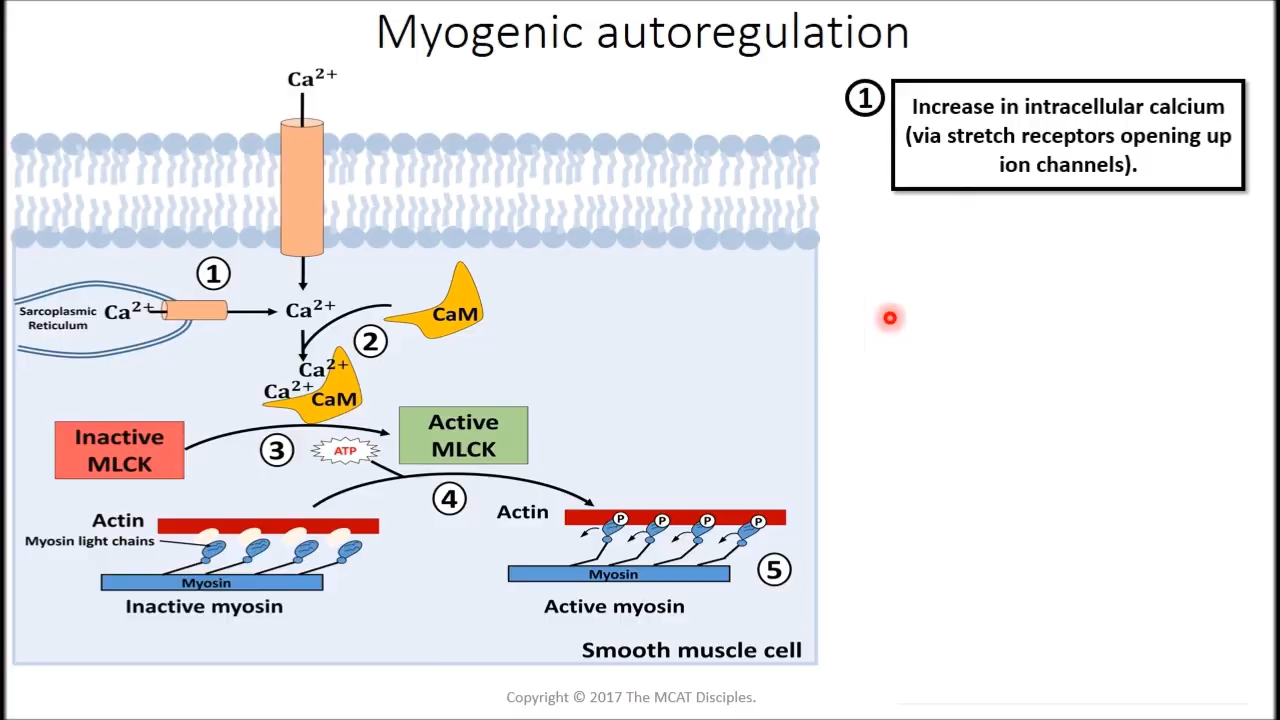 Myogenic autoregulation
Ca2+
① Increase in intracellular calcium
(via stretch receptors opening up
ion channels).
①
Sarcoplasmic
Reticulum
Ca2+
Ca2+
CaM
②
Ca2+
Ca2+
CaM
Inactive
MLCK
③
ATP
Active
MLCK
④
Actin
Myosin light chains
Myosin
Inactive myosin
Actin
P P P P
⑤
Myosin
Active myosin
Smooth muscle cell
Copyright © 2017 The MCAT Disciples.